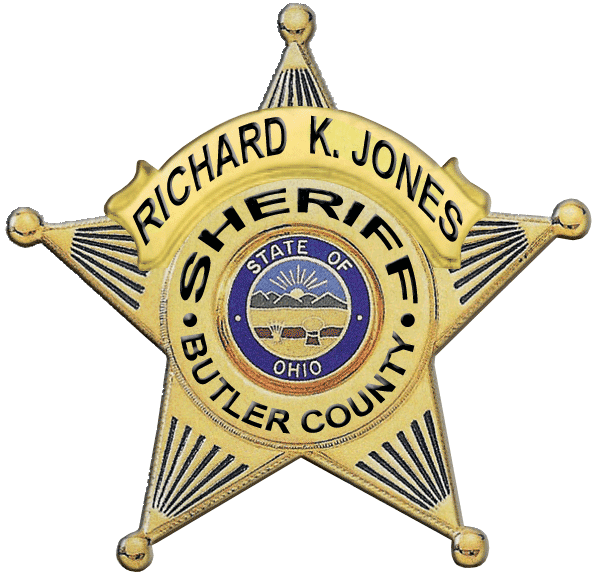 RICHARD K. JONES
SHERIFF
STATE OF
OHIO
• BUTLER COUNTY •